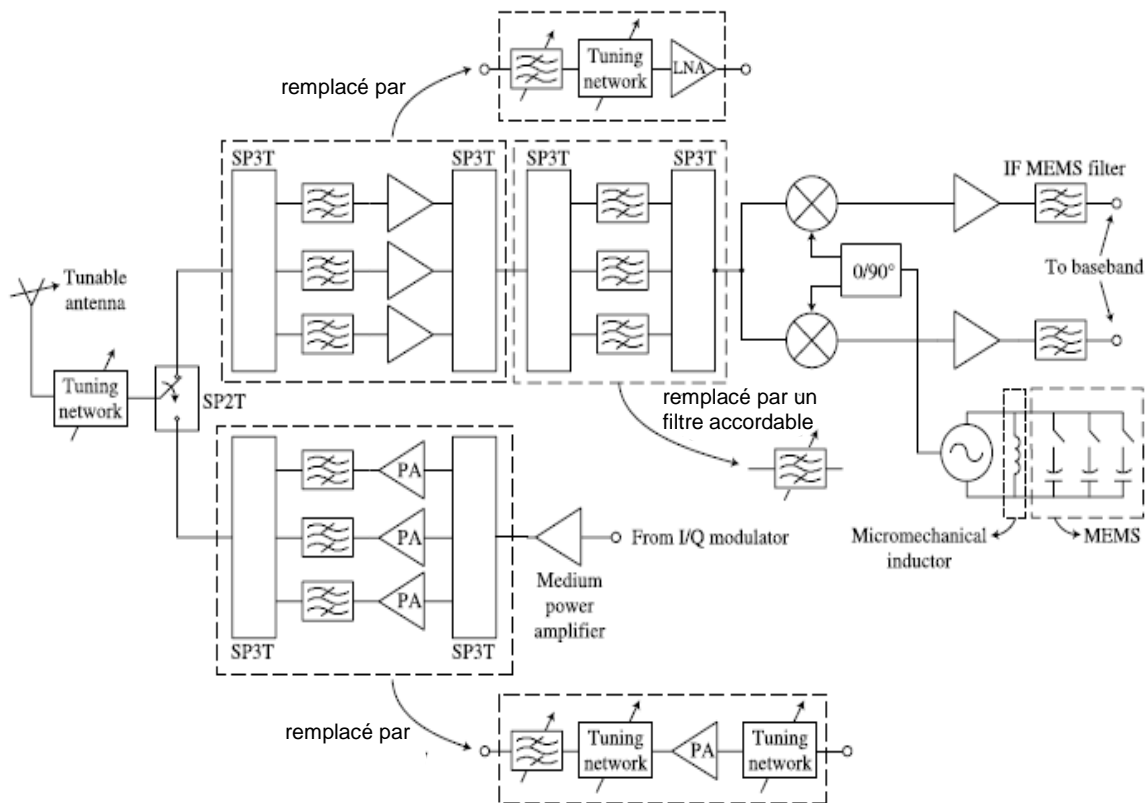 remplacé par
Tuning
network
LNA
SP3T
SP3T
SP3T
SP3T
IF MEMS filter
Tunable
antenna
0/90°
To baseband
Tuning
network
SP2T
remplacé par un
filtre accordable
PA
PA
PA
From I/Q modulator
Medium
power
amplifier
Micromechanical
inductor
MEMS
SP3T
SP3T
remplacé par
Tuning
network
PA
Tuning
network